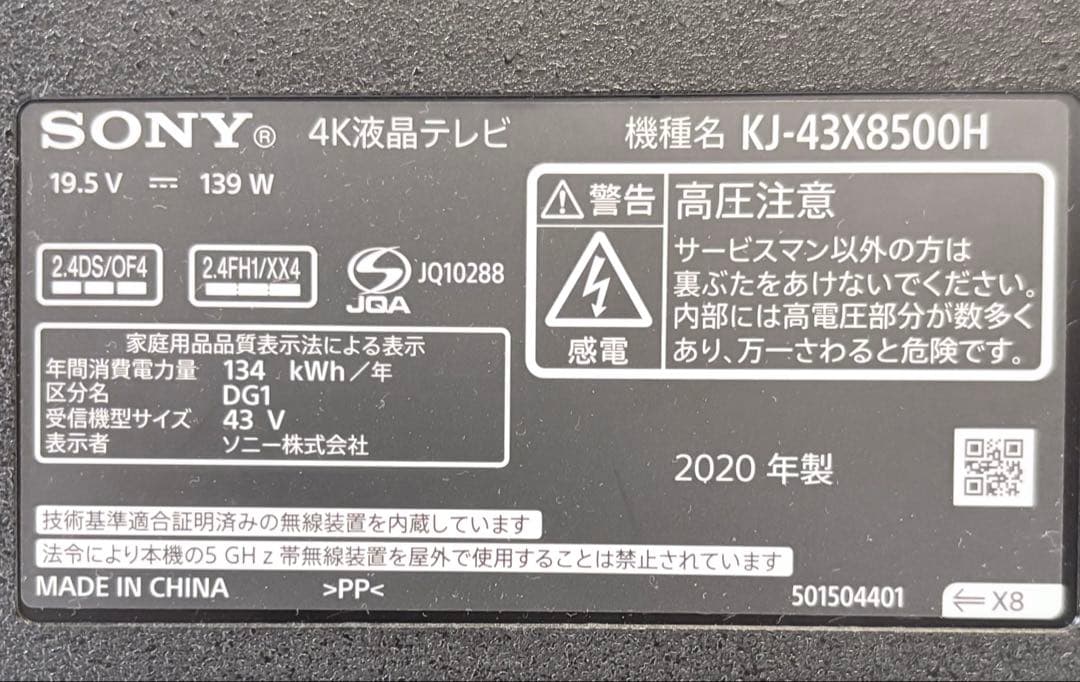 SONY® 4K液晶テレビ 機種名 KJ-43X8500H
19.5 V ⎓ 139 W
⚠警告 高圧注意
感電
サービスマン以外の方は
裏ぶたをあけないでください。
内部には高電圧部分が数多く
あり、万一さわると危険です。
2.4DS/OF4 2.4FH1/XX4 JQA JQ10288
家庭用品品質表示法による表示
年間消費電力量 134 kWh/年
区分名 DG1
受信機型サイズ 43 V
表示者 ソニー株式会社
2020 年製
技術基準適合証明済みの無線装置を内蔵しています
法令により本機の5 GHz帯無線装置を屋外で使用することは禁止されています
MADE IN CHINA >PP< 501504401 ⇐ X8